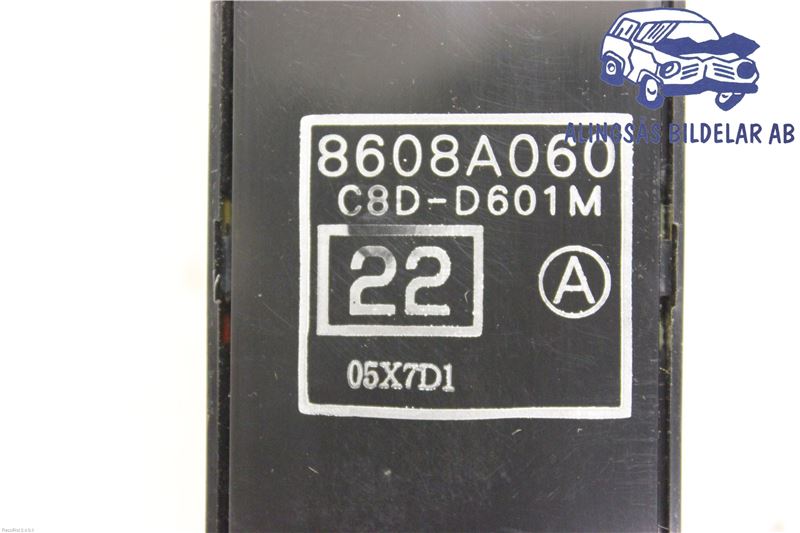 ALINGSÅS BILDELAR AB
8608A060
C8D-D601M
22
A
05X7D1